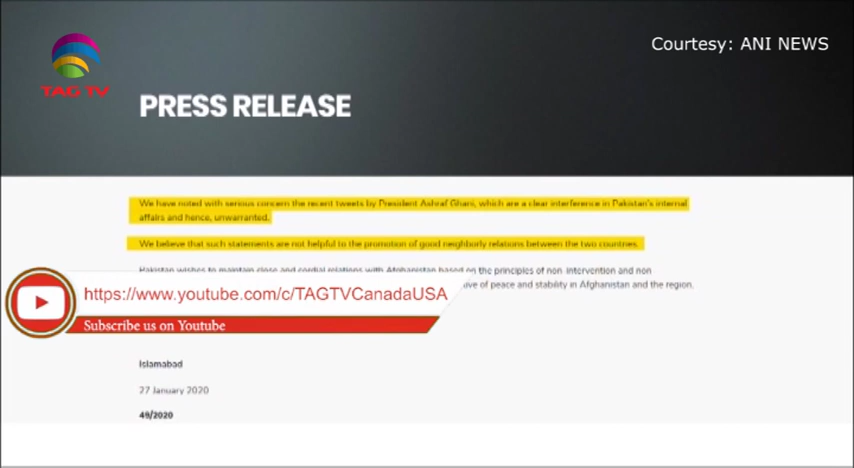 Courtesy: ANI NEWS
TAG TV
PRESS RELEASE
We have noted with serious concern the recent tweets by President Ashraf Ghani, which are a clear interference in Pakistan's internal
affairs and hence, unwarranted.
We believe that such statements are not helpful to the promotion of good neighborly relations between the two countries.
Pakistan wishes to maintain close and cordial relations with Afghanistan based on the principles of non-intervention and non
ive of peace and stability in Afghanistan and the region.
https://www.youtube.com/c/TAGTVCanadaUSA
Subscribe us on Youtube
Islamabad
27 January 2020
49/2020